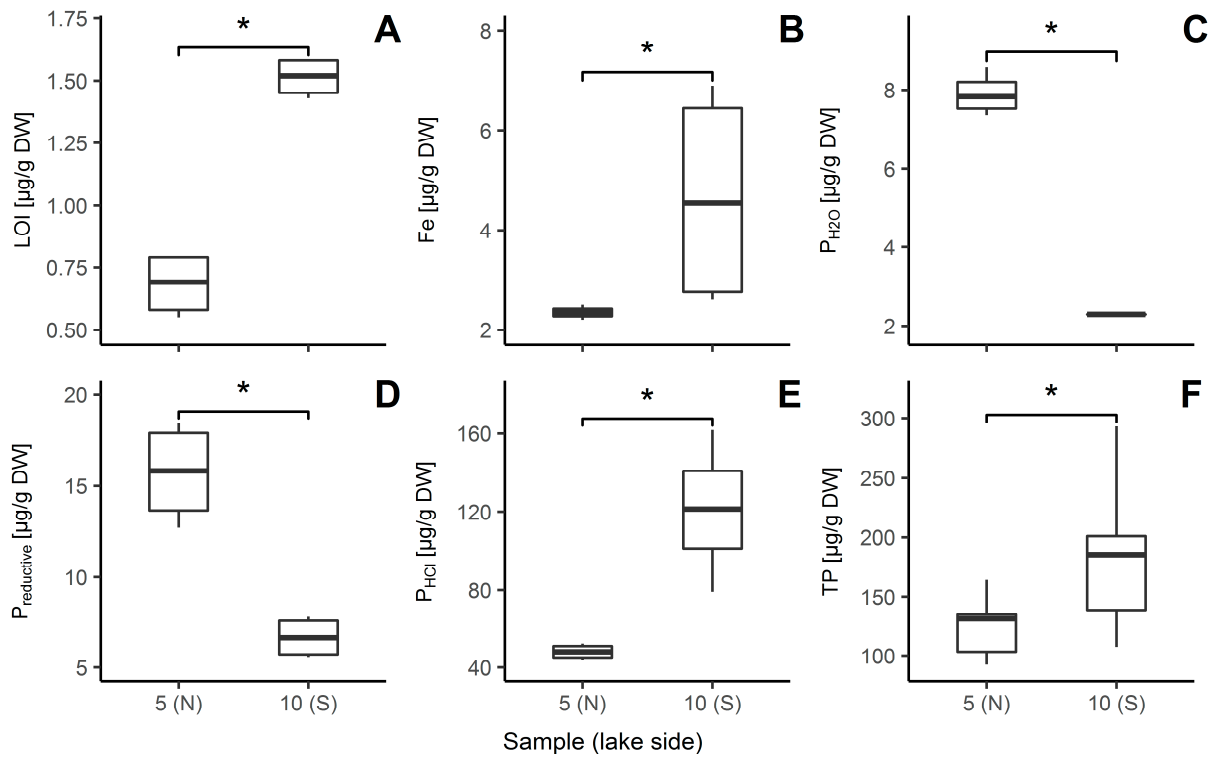 A
*
LOI [µg/g DW]
1.75
1.50
1.25
1.00
0.75
0.50
B
*
Fe [µg/g DW]
8
6
4
2
C
*
PH2O [µg/g DW]
8
6
4
2
D
*
Preductive [µg/g DW]
20
15
10
5
5 (N) 10 (S)
E
*
PHCl [µg/g DW]
160
120
80
40
5 (N) 10 (S)
F
*
TP [µg/g DW]
300
250
200
150
100
5 (N) 10 (S)
Sample (lake side)